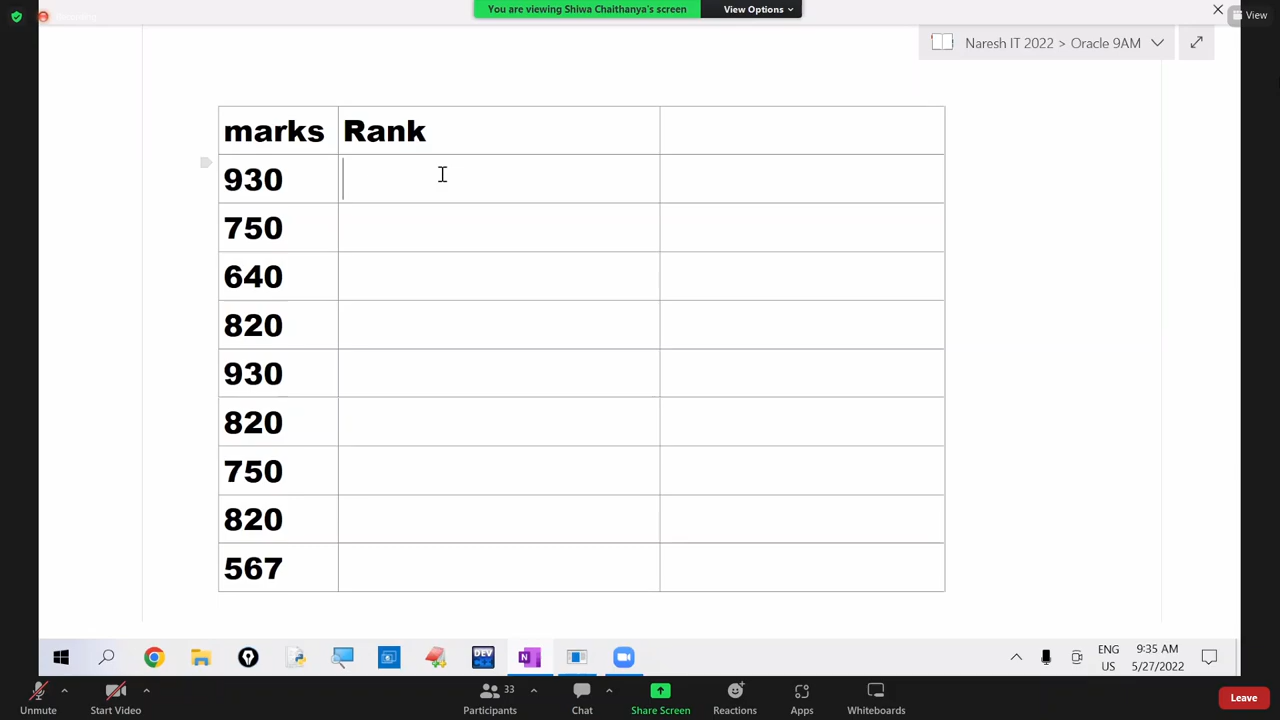 You are viewing Shiwa Chaithanya's screen View Options
View
Naresh IT 2022 > Oracle 9AM
marks Rank
930
750
640
820
930
820
750
820
567
DEV
N
ENG
US
9:35 AM
5/27/2022
Unmute
Start Video
33
Participants
Chat
Share Screen
Reactions
Apps
Whiteboards
Leave